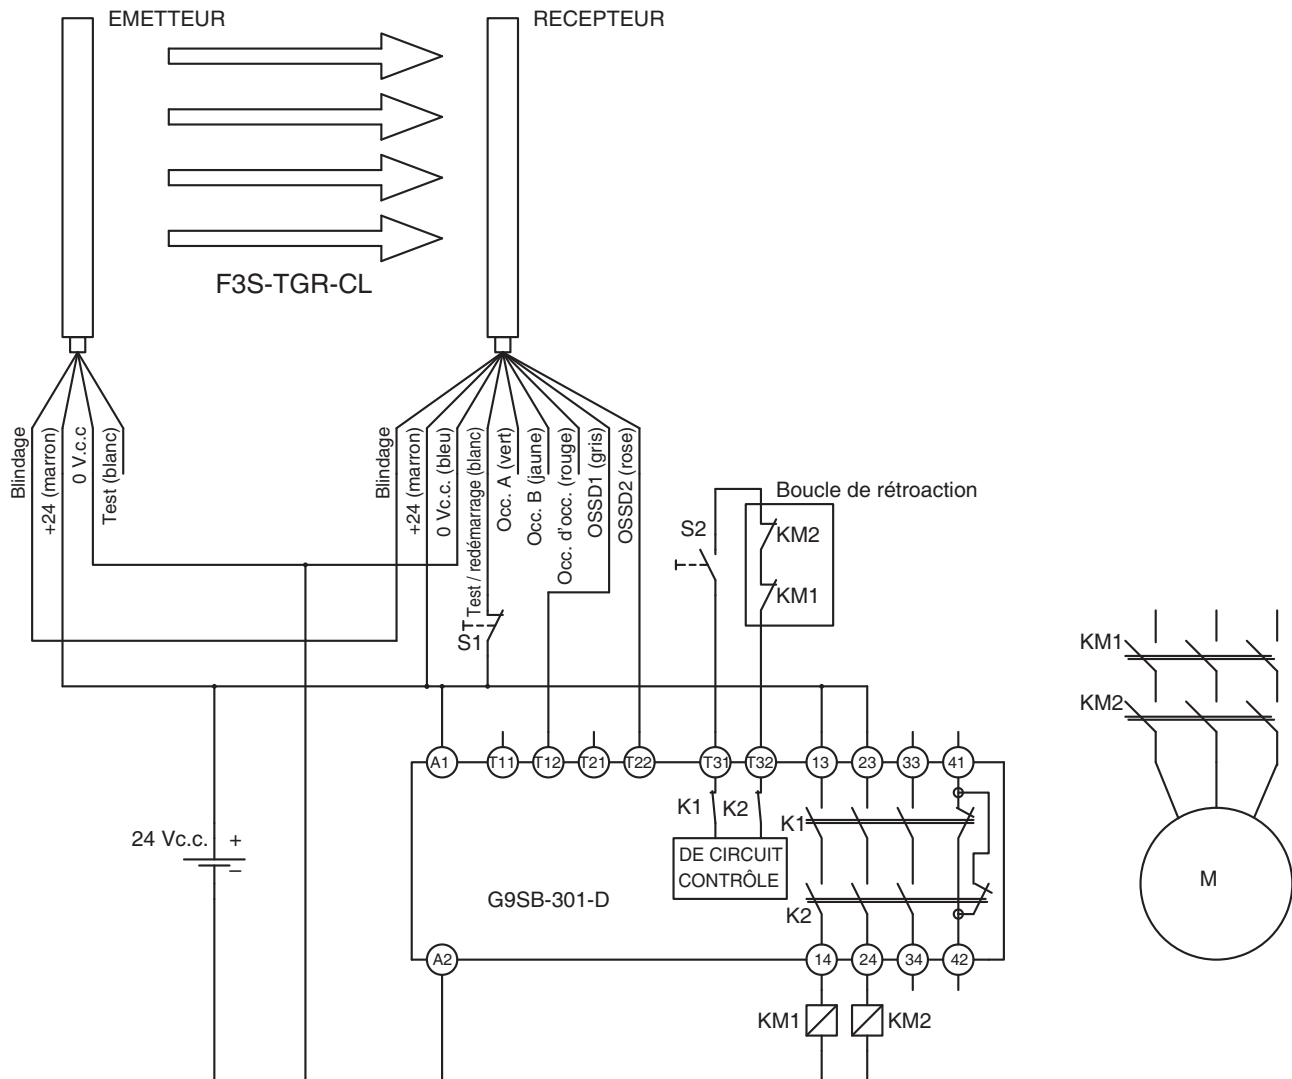 EMETTEUR
RECEPTEUR
F3S-TGR-CL
Blindage
+24 (marron)
0 V.c.c
Test (blanc)
Blindage
+24 (marron)
0 Vc.c. (bleu)
Test / redémarrage (blanc)
Occ. A (vert)
Occ. B (jaune)
Occ. d'occ. (rouge)
OSSD1 (gris)
OSSD2 (rose)
S1
S2
Boucle de rétroaction
KM2
KM1
KM1
KM2
M
A1
T11
T12
T21
T22
T31
T32
13
23
33
41
K1
K2
K1
24 Vc.c.
+
–
DE CIRCUIT
CONTRÔLE
G9SB-301-D
K2
A2
14
24
34
42
KM1
KM2